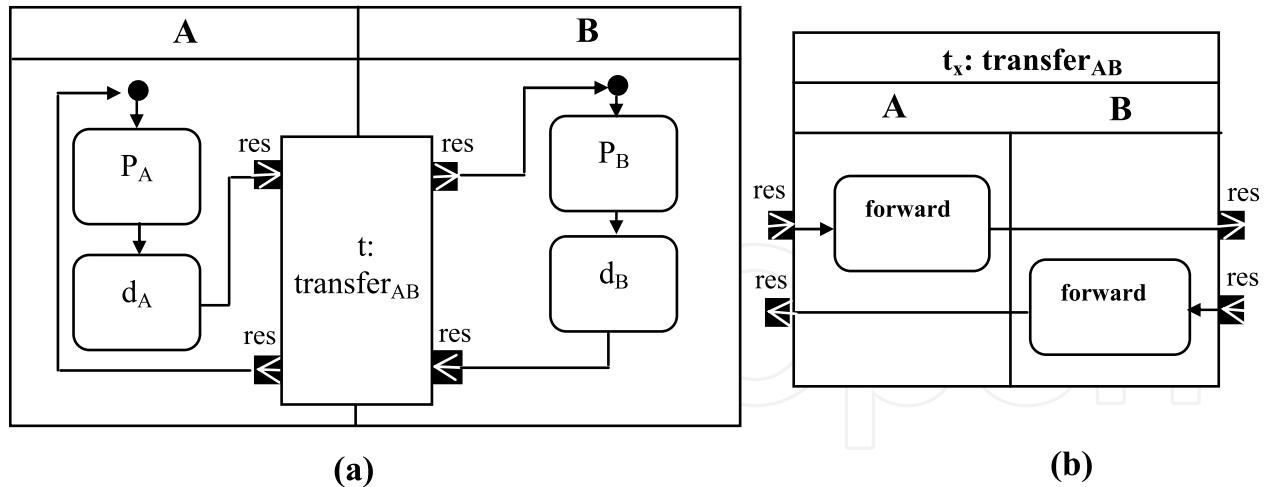 A
B
P_A
d_A
res
res
res
res
t:
transfer_AB
P_B
d_B
(a)
t_x: transfer_AB
A
B
res
res
res
res
forward
forward
(b)